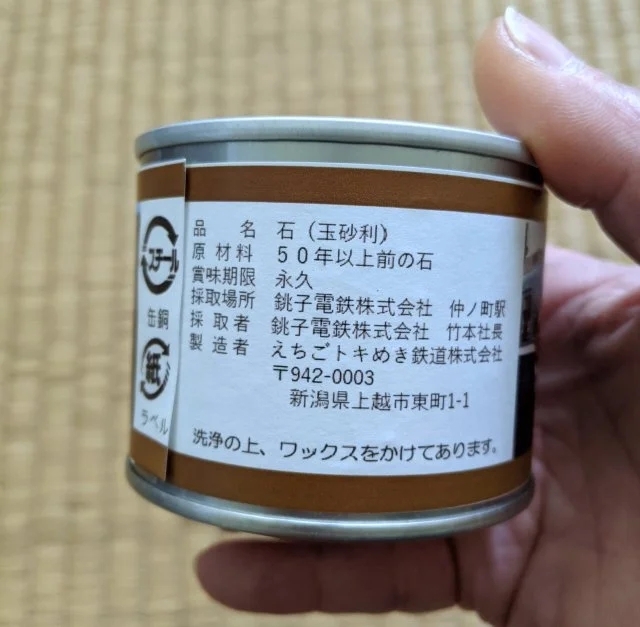 スチール
缶銅
紙
ラベル
品名 石（玉砂利）
原材料 ５０年以上前の石
賞味期限 永久
採取場所 銚子電鉄株式会社 仲ノ町駅
採取者 銚子電鉄株式会社 竹本社長
製造者 えちごトキめき鉄道株式会社
〒942-0003
新潟県上越市東町1-1
洗浄の上、ワックスをかけてあります。